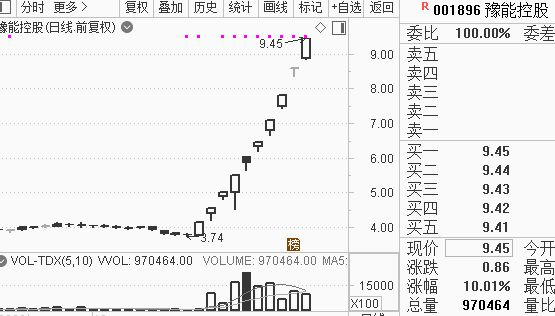 分时 更多 > 复权 叠加 历史 统计 画线 标记 +自选 返回
R 001896 豫能控股
豫能控股(日线.前复权)
委比 100.00% 委差
卖五
卖四
卖三
卖二
卖一
9.45
9.00
8.00
7.00
6.00
5.00
4.00
3.74
榜
买一 9.45
买二 9.44
买三 9.43
买四 9.42
买五 9.41
现价 9.45 今开
涨跌 0.86 最高
涨幅 10.01% 最低
总量 970464 量比
VOL-TDX(5,10) VVOL: 970464.00 VOLUME: 970464.00 MA5:
15000
X100